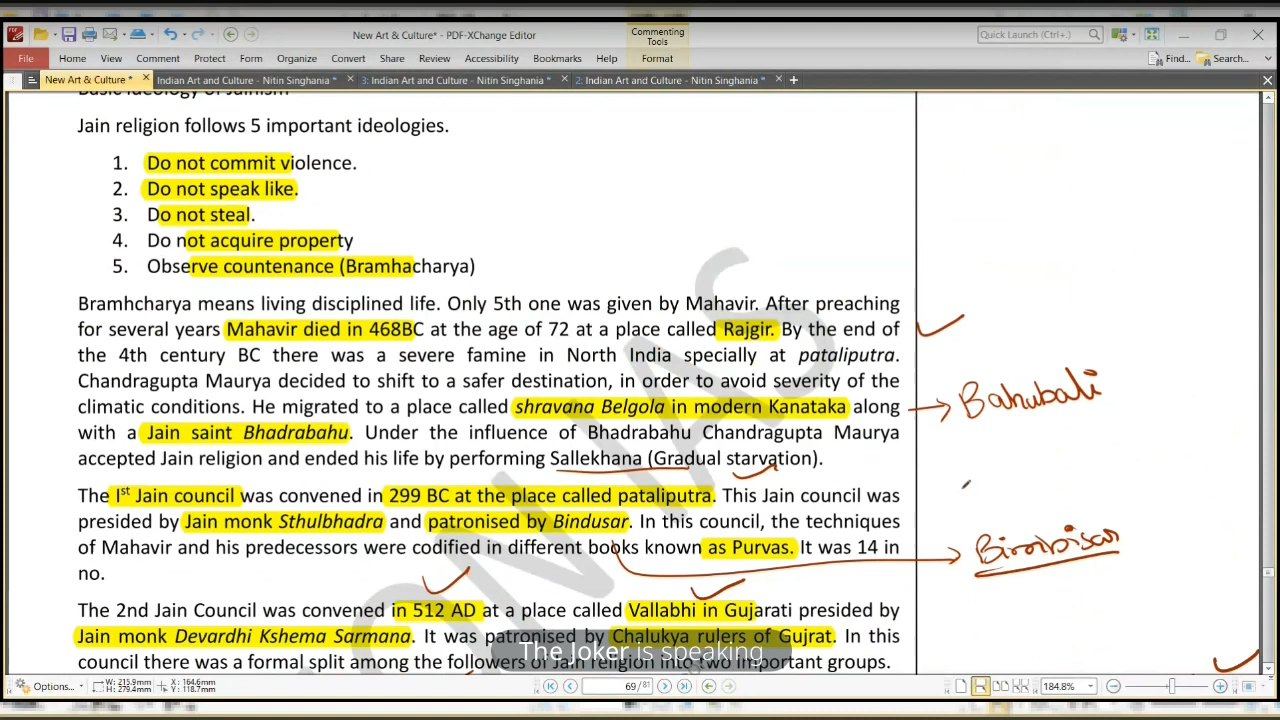 New Art & Culture* - PDF-XChange Editor
Commenting Tools
Quick Launch (Ctrl+.)
File Home View Comment Protect Form Organize Convert Share Review Accessibility Bookmarks Help Format Find... Search...
New Art & Culture * Indian Art and Culture - Nitin Singhania * 3: Indian Art and Culture - Nitin Singhania * 2: Indian Art and Culture - Nitin Singhania *
Basic Ideology of Jainism
Jain religion follows 5 important ideologies.
1. Do not commit violence.
2. Do not speak like.
3. Do not steal.
4. Do not acquire property
5. Observe countenance (Bramhacharya)
Bramhcharya means living disciplined life. Only 5th one was given by Mahavir. After preaching
for several years Mahavir died in 468BC at the age of 72 at a place called Rajgir. By the end of
the 4th century BC there was a severe famine in North India specially at pataliputra.
Chandragupta Maurya decided to shift to a safer destination, in order to avoid severity of the
climatic conditions. He migrated to a place called shravana Belgola in modern Kanataka along
with a Jain saint Bhadrabahu. Under the influence of Bhadrabahu Chandragupta Maurya
accepted Jain religion and ended his life by performing Sallekhana (Gradual starvation).
Bahubali
The Ist Jain council was convened in 299 BC at the place called pataliputra. This Jain council was
presided by Jain monk Sthulbhadra and patronised by Bindusar. In this council, the techniques
of Mahavir and his predecessors were codified in different books known as Purvas. It was 14 in
no.
Bimbisar
The 2nd Jain Council was convened in 512 AD at a place called Vallabhi in Gujarati presided by
Jain monk Devardhi Kshema Sarmana. It was patronised by Chalukya rulers of Gujrat. In this
council there was a formal split among the followers of Jain religion into two important groups.
The Joker is speaking
ON IAS
Options... W: 215.9mm H: 279.4mm X: 164.6mm Y: 118.7mm 69 / 81 184.8%